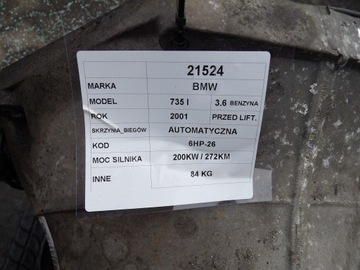 21524
MARKA BMW
MODEL 735 I 3.6 BENZYNA
ROK 2001 PRZED LIFT.
SKRZYNIA_BIEGÓW AUTOMATYCZNA
KOD 6HP-26
MOC SILNIKA 200KW / 272KM
INNE 84 KG